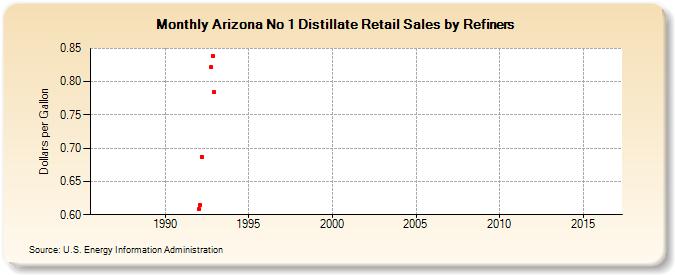 Monthly Arizona No 1 Distillate Retail Sales by Refiners
Dollars per Gallon
0.85
0.80
0.75
0.70
0.65
0.60
1990 1995 2000 2005 2010 2015
Source: U.S. Energy Information Administration